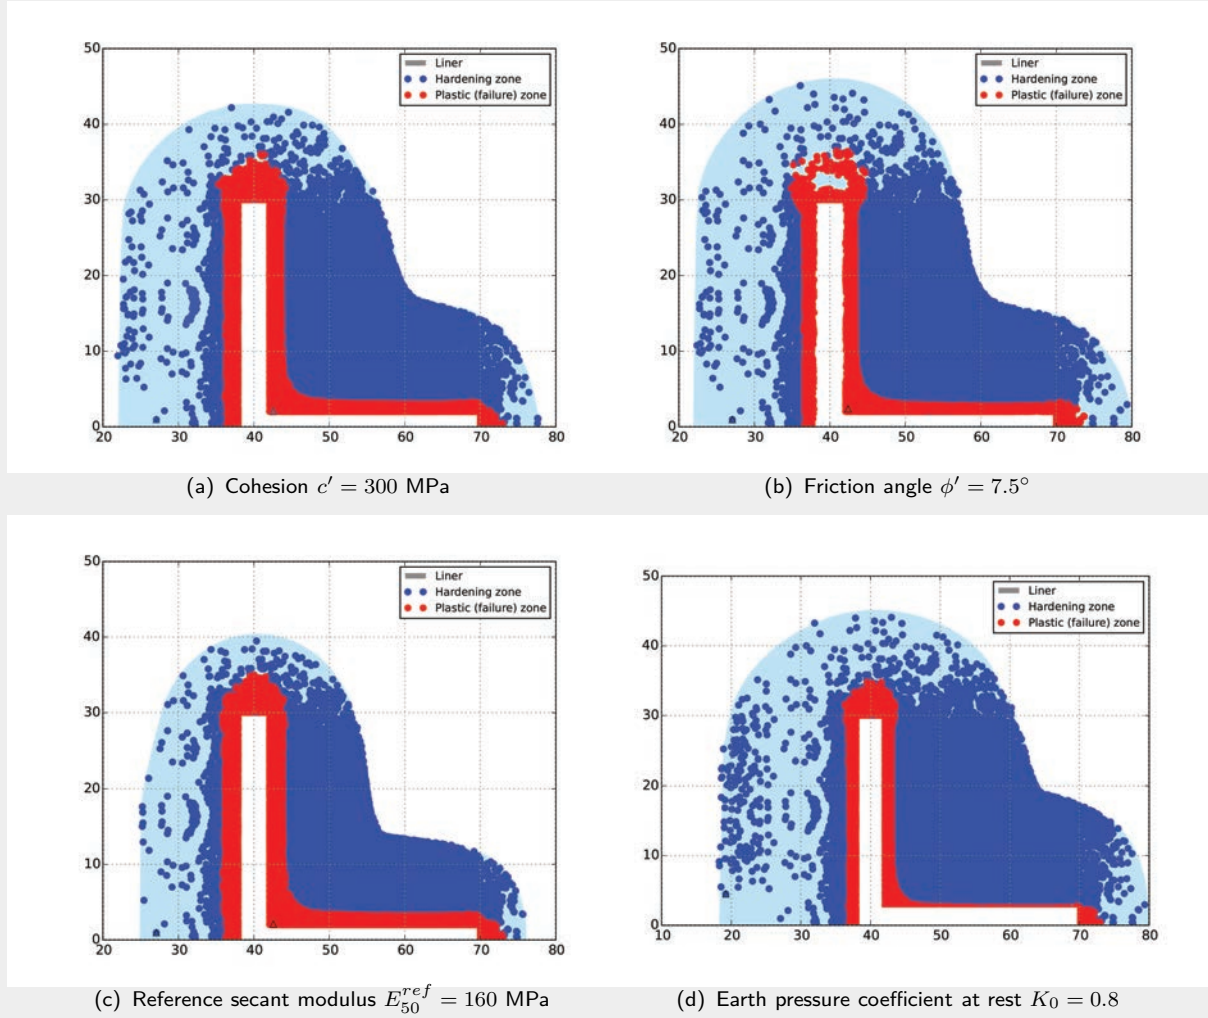 50
40
30
20
10
0
20 30 40 50 60 70 80
Liner
Hardening zone
Plastic (failure) zone
(a) Cohesion c′ = 300 MPa
50
40
30
20
10
0
20 30 40 50 60 70 80
Liner
Hardening zone
Plastic (failure) zone
(b) Friction angle ϕ′ = 7.5°
50
40
30
20
10
0
20 30 40 50 60 70 80
Liner
Hardening zone
Plastic (failure) zone
(c) Reference secant modulus E_{50}^{ref} = 160 MPa
50
40
30
20
10
0
10 20 30 40 50 60 70 80
Liner
Hardening zone
Plastic (failure) zone
(d) Earth pressure coefficient at rest K_0 = 0.8